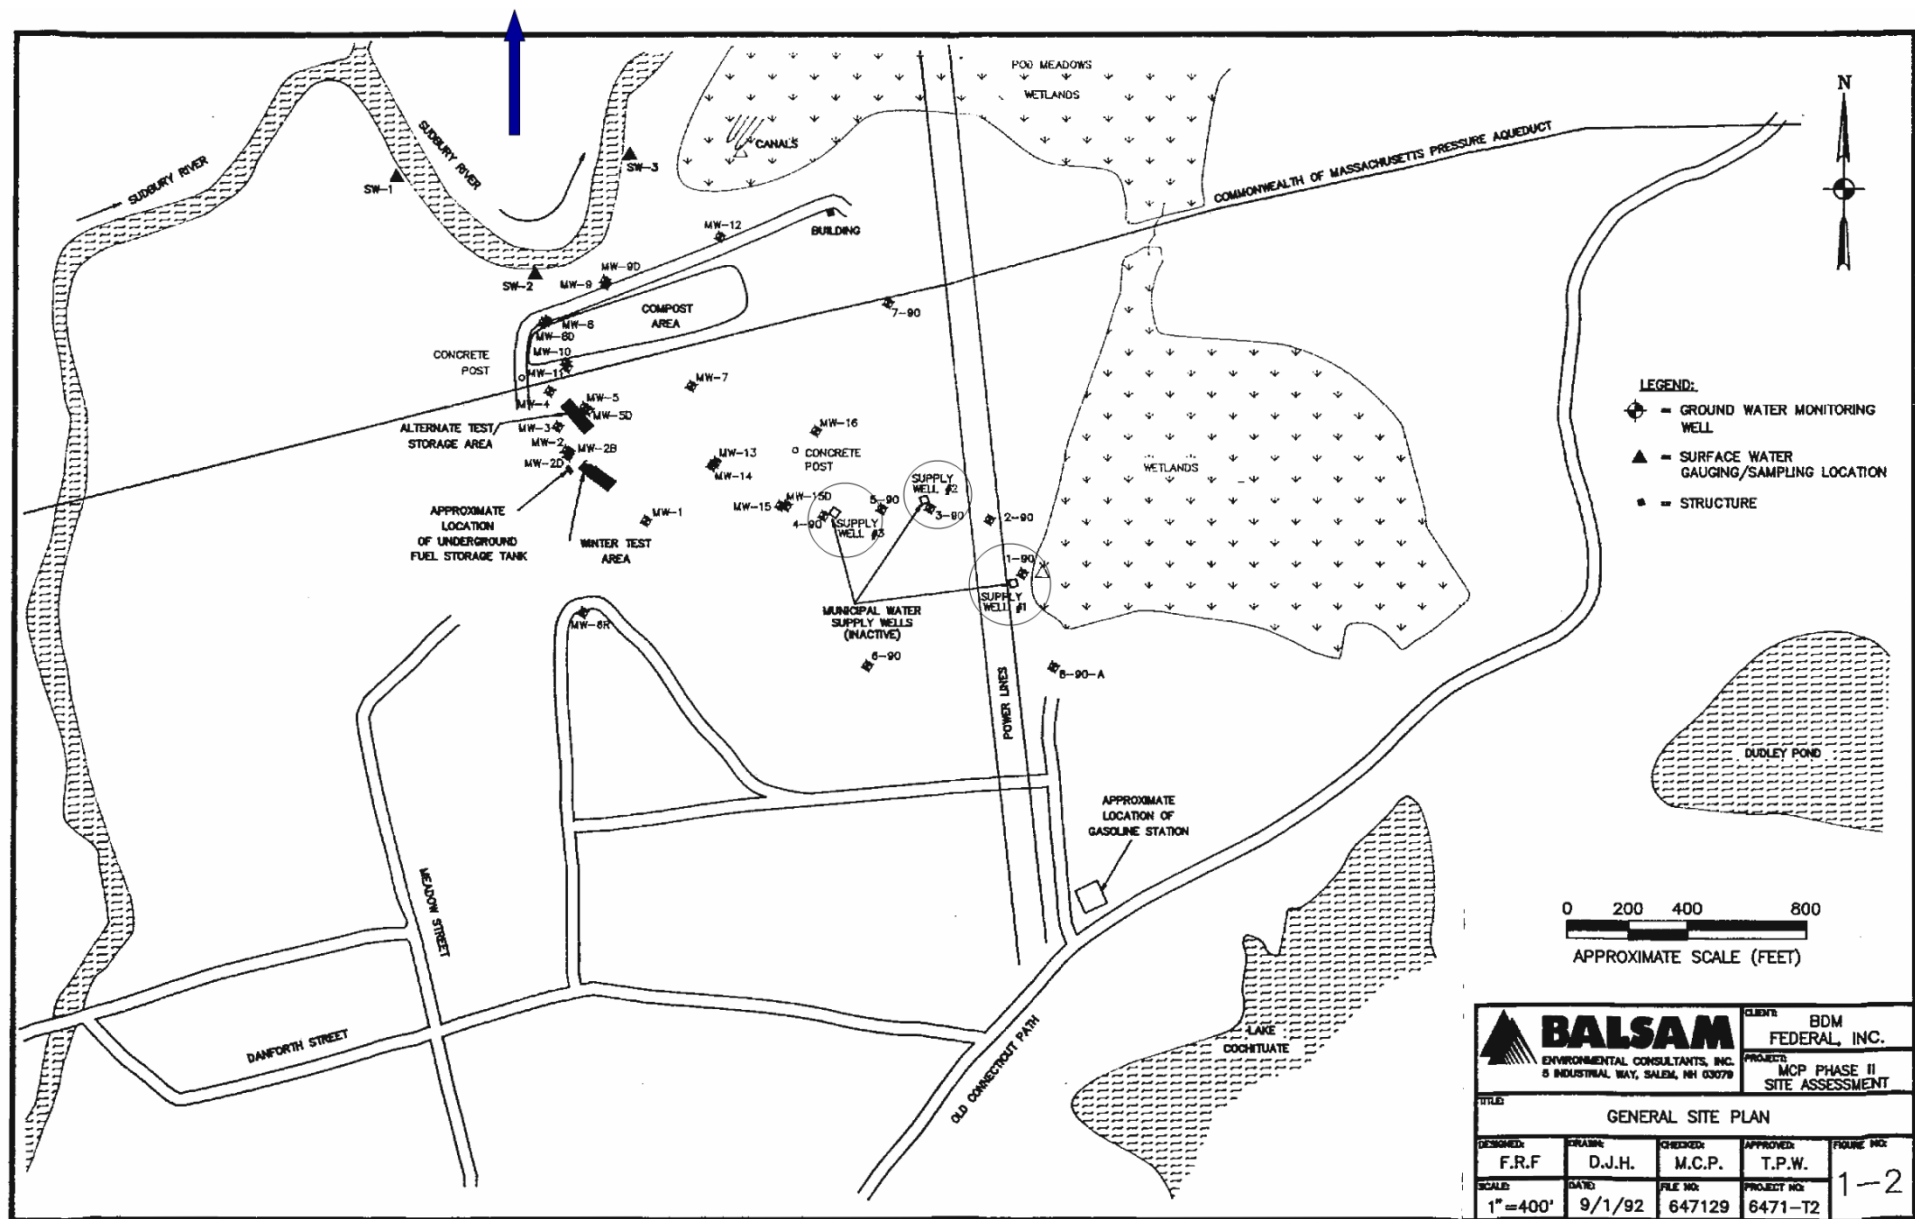 N
POD MEADOWS
WETLANDS
CANALS
SUDBURY RIVER
SUDBURY RIVER
SW-1
SW-3
SW-2
COMMONWEALTH OF MASSACHUSETTS PRESSURE AQUEDUCT
MW-12
BUILDING
MW-9D
MW-9
COMPOST
AREA
7-90
MW-8
MW-8D
MW-10
MW-11
CONCRETE
POST
MW-7
MW-4
MW-5
MW-5D
ALTERNATE TEST/
STORAGE AREA
MW-3
MW-2
MW-2B
MW-2D
MW-16
CONCRETE
POST
MW-13
MW-14
WETLANDS
SUPPLY
WELL #2
MW-15
MW-15D
4-90
SUPPLY
WELL #3
5-90
3-90
2-90
MW-1
APPROXIMATE
LOCATION
OF UNDERGROUND
FUEL STORAGE TANK
WINTER TEST
AREA
1-90
SUPPLY
WELL #1
MUNICIPAL WATER
SUPPLY WELLS
(INACTIVE)
MW-6R
6-90
6-90-A
POWER LINES
LEGEND:
= GROUND WATER MONITORING
WELL
= SURFACE WATER
GAUGING/SAMPLING LOCATION
= STRUCTURE
DUDLEY POND
APPROXIMATE
LOCATION OF
GASOLINE STATION
MEADOW STREET
DANFORTH STREET
OLD CONNECTICUT PATH
LAKE
COCHITUATE
0 200 400 800
APPROXIMATE SCALE (FEET)
BALSAM
ENVIRONMENTAL CONSULTANTS, INC.
5 INDUSTRIAL WAY, SALEM, NH 03079
CLIENT:
BDM
FEDERAL, INC.
PROJECT:
MCP PHASE II
SITE ASSESSMENT
TITLE:
GENERAL SITE PLAN
DESIGNED: DRAWN: CHECKED: APPROVED: FIGURE NO:
F.R.F D.J.H. M.C.P. T.P.W.
1-2
SCALE: DATE: FILE NO: PROJECT NO:
1"=400' 9/1/92 647129 6471-T2